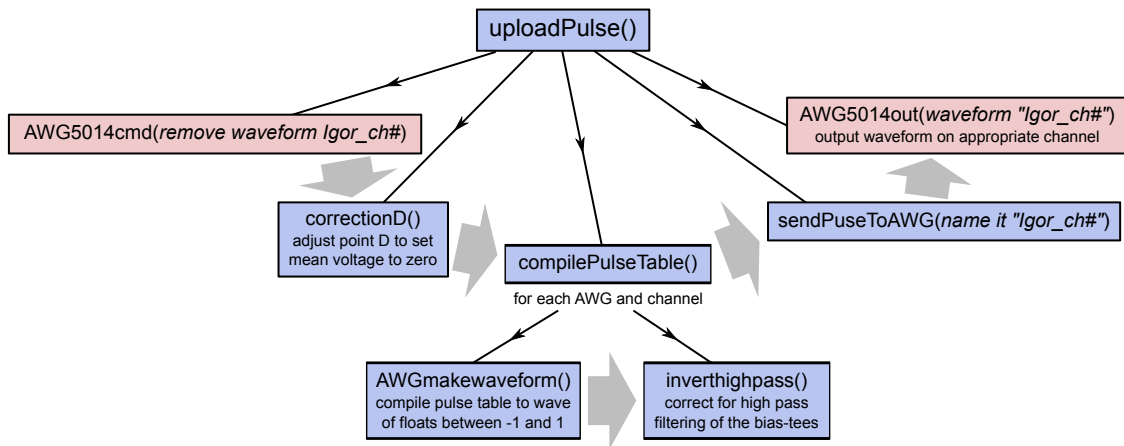 uploadPulse()
AWG5014cmd(remove waveform Igor_ch#)
AWG5014out(waveform "Igor_ch#")
output waveform on appropriate channel
correctionD()
adjust point D to set
mean voltage to zero
sendPuseToAWG(name it "Igor_ch#")
compilePulseTable()
for each AWG and channel
AWGmakewaveform()
compile pulse table to wave
of floats between -1 and 1
inverthighpass()
correct for high pass
filtering of the bias-tees